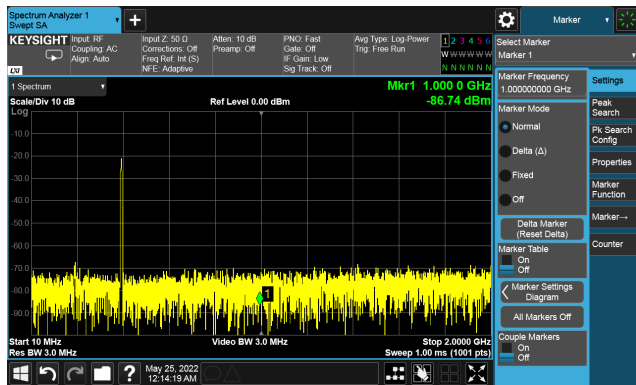 Spectrum Analyzer 1
Swept SA
Marker
KEYSIGHT
Input: RF
Coupling: AC
Align: Auto
Input Z: 50 Ω
Corrections: Off
Freq Ref: Int (S)
NFE: Adaptive
Atten: 10 dB
Preamp: Off
PNO: Fast
Gate: Off
IF Gain: Low
Sig Track: Off
Avg Type: Log-Power
Trig: Free Run
1 2 3 4 5 6
W W W W W W
N N N N N N
LXI
Select Marker
Marker 1
1 Spectrum
Scale/Div 10 dB
Log
Ref Level 0.00 dBm
Mkr1 1.000 0 GHz
-86.74 dBm
-10.0
-20.0
-30.0
-40.0
-50.0
-60.0
-70.0
-80.0
-90.0
1
Start 10 MHz
Res BW 3.0 MHz
Video BW 3.0 MHz
Stop 2.0000 GHz
Sweep 1.00 ms (1001 pts)
Marker Frequency
1.000000000 GHz
Marker Mode
Normal
Delta (Δ)
Fixed
Off
Delta Marker
(Reset Delta)
Marker Table
On
Off
Marker Settings
Diagram
All Markers Off
Couple Markers
On
Off
Settings
Peak
Search
Pk Search
Config
Properties
Marker
Function
Marker→
Counter
?
May 25, 2022
12:14:19 AM